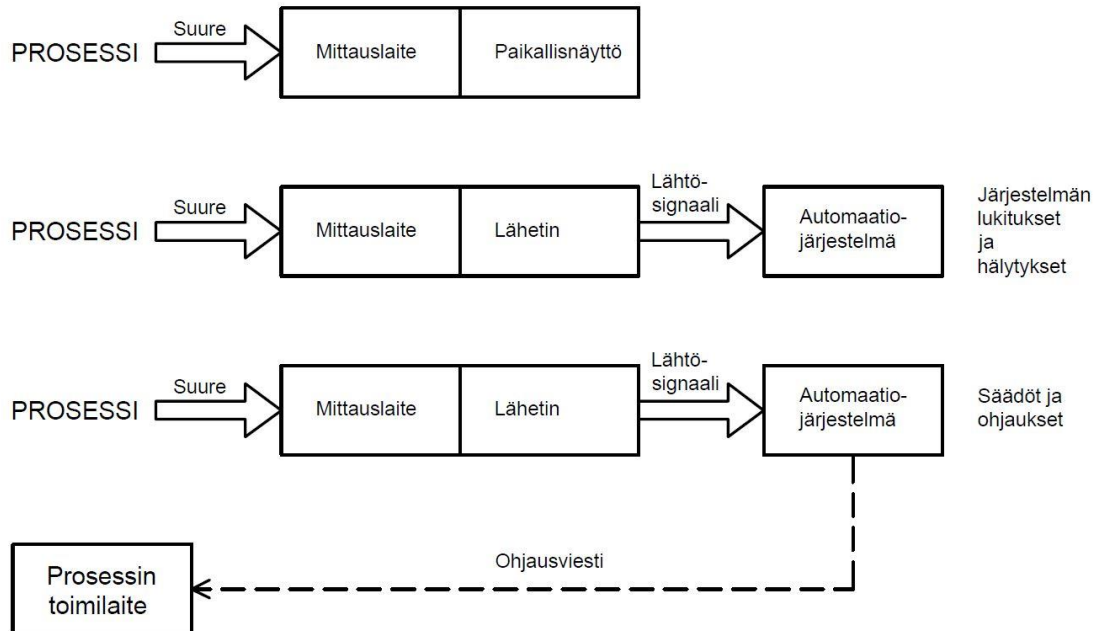 PROSESSI
Suure
Mittauslaite
Paikallisnäyttö
PROSESSI
Suure
Mittauslaite
Lähetin
Lähtö-
signaali
Automaatio-
järjestelmä
Järjestelmän
lukitukset
ja
hälytykset
PROSESSI
Suure
Mittauslaite
Lähetin
Lähtö-
signaali
Automaatio-
järjestelmä
Säädöt ja
ohjaukset
Ohjausviesti
Prosessin
toimilaite